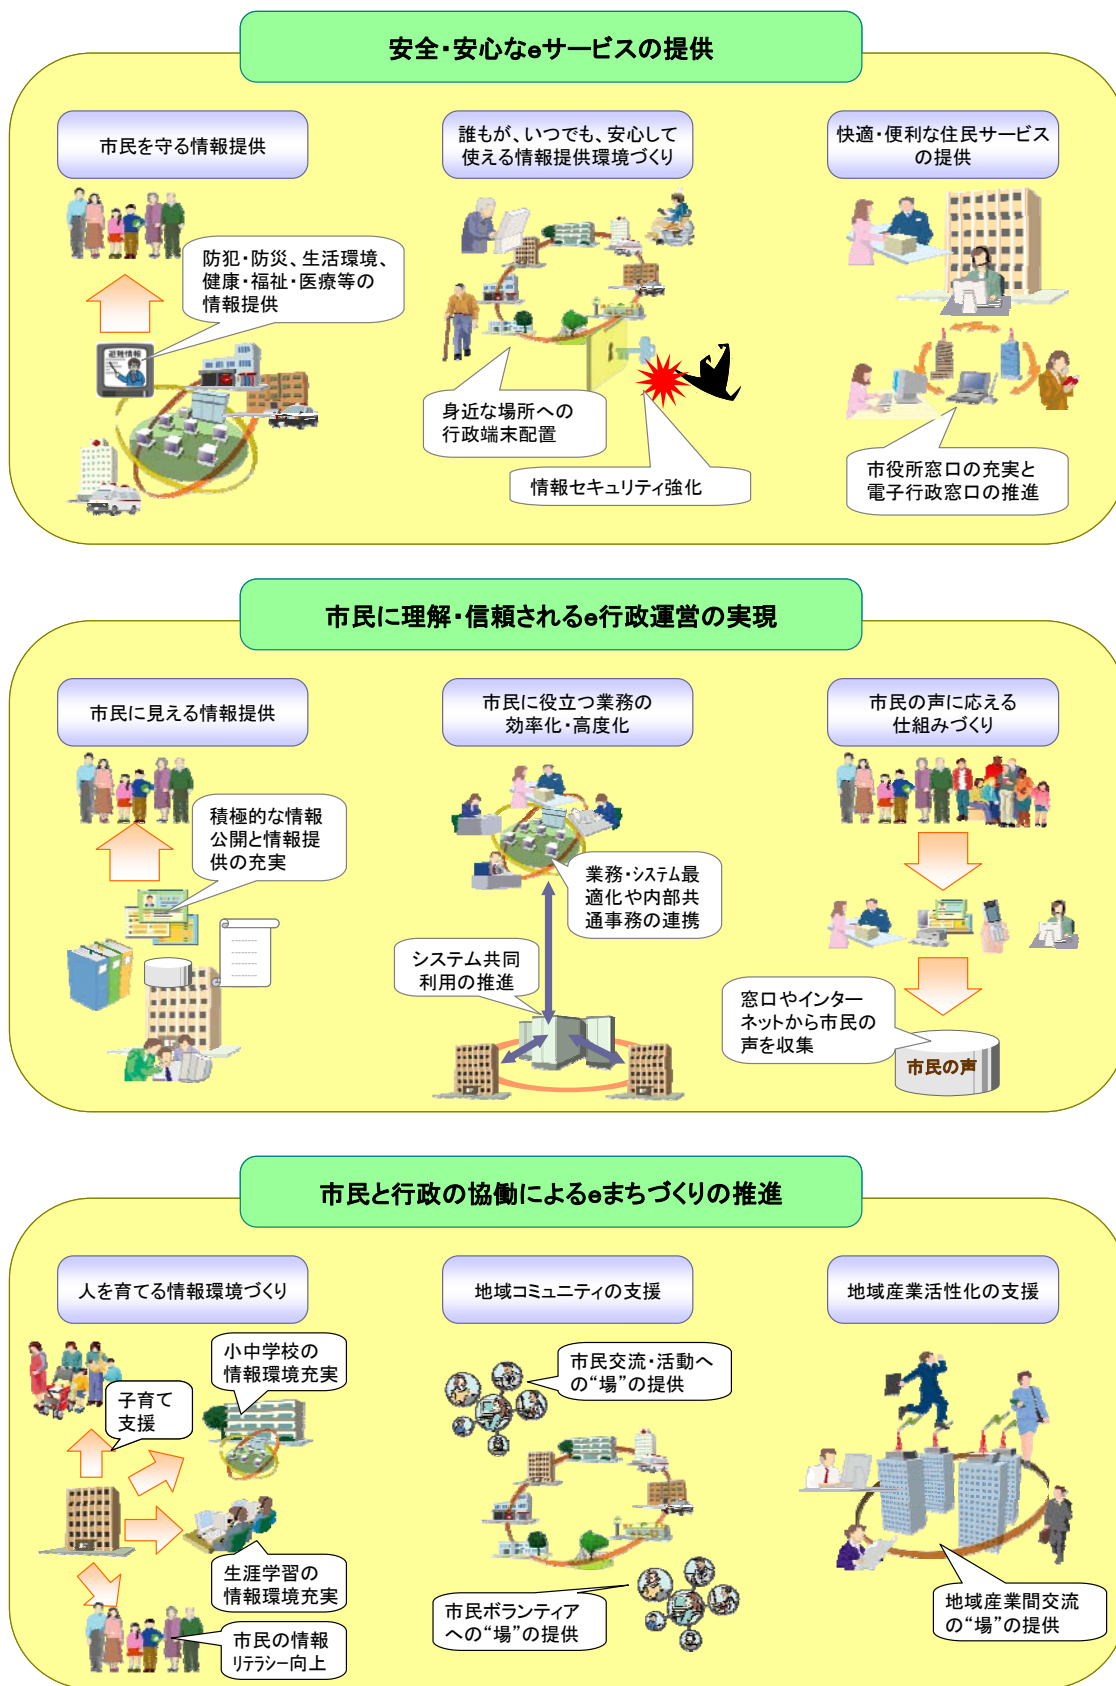 安全・安心なeサービスの提供
市民を守る情報提供
誰もが、いつでも、安心して
使える情報提供環境づくり
快適・便利な住民サービス
の提供
防犯・防災、生活環境、
健康・福祉・医療等の
情報提供
避難情報
身近な場所への
行政端末配置
情報セキュリティ強化
市役所窓口の充実と
電子行政窓口の推進
市民に理解・信頼されるe行政運営の実現
市民に見える情報提供
市民に役立つ業務の
効率化・高度化
市民の声に応える
仕組みづくり
積極的な情報
公開と情報提
供の充実
業務・システム最
適化や内部共
通事務の連携
システム共同
利用の推進
窓口やインター
ネットから市民の
声を収集
市民の声
市民と行政の協働によるeまちづくりの推進
人を育てる情報環境づくり
地域コミュニティの支援
地域産業活性化の支援
小中学校の
情報環境充実
子育て
支援
生涯学習の
情報環境充実
市民の情報
リテラシー向上
市民交流・活動へ
の“場”の提供
市民ボランティア
への“場”の提供
地域産業間交流
の“場”の提供